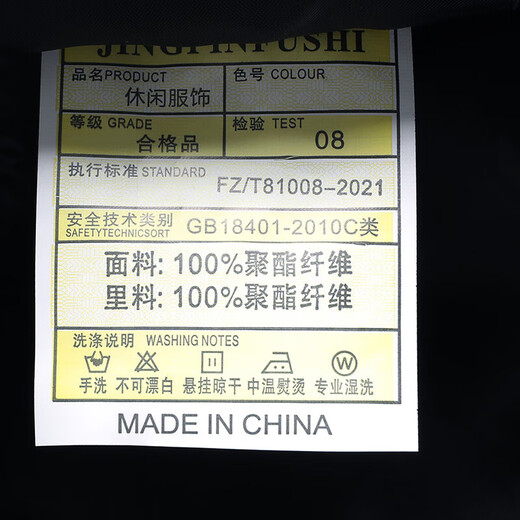 JINGPINFUSHI
品名PRODUCT 色号 COLOUR
休闲服饰
等级 GRADE 检验 TEST
合格品 08
执行标准 STANDARD
FZ/T81008-2021
安全技术类别 GB18401-2010C类
SAFETYTECHNICSORT
面料: 100%聚酯纤维
里料: 100%聚酯纤维
洗涤说明 WASHING NOTES
手洗 不可漂白 悬挂晾干 中温熨烫 专业湿洗
MADE IN CHINA